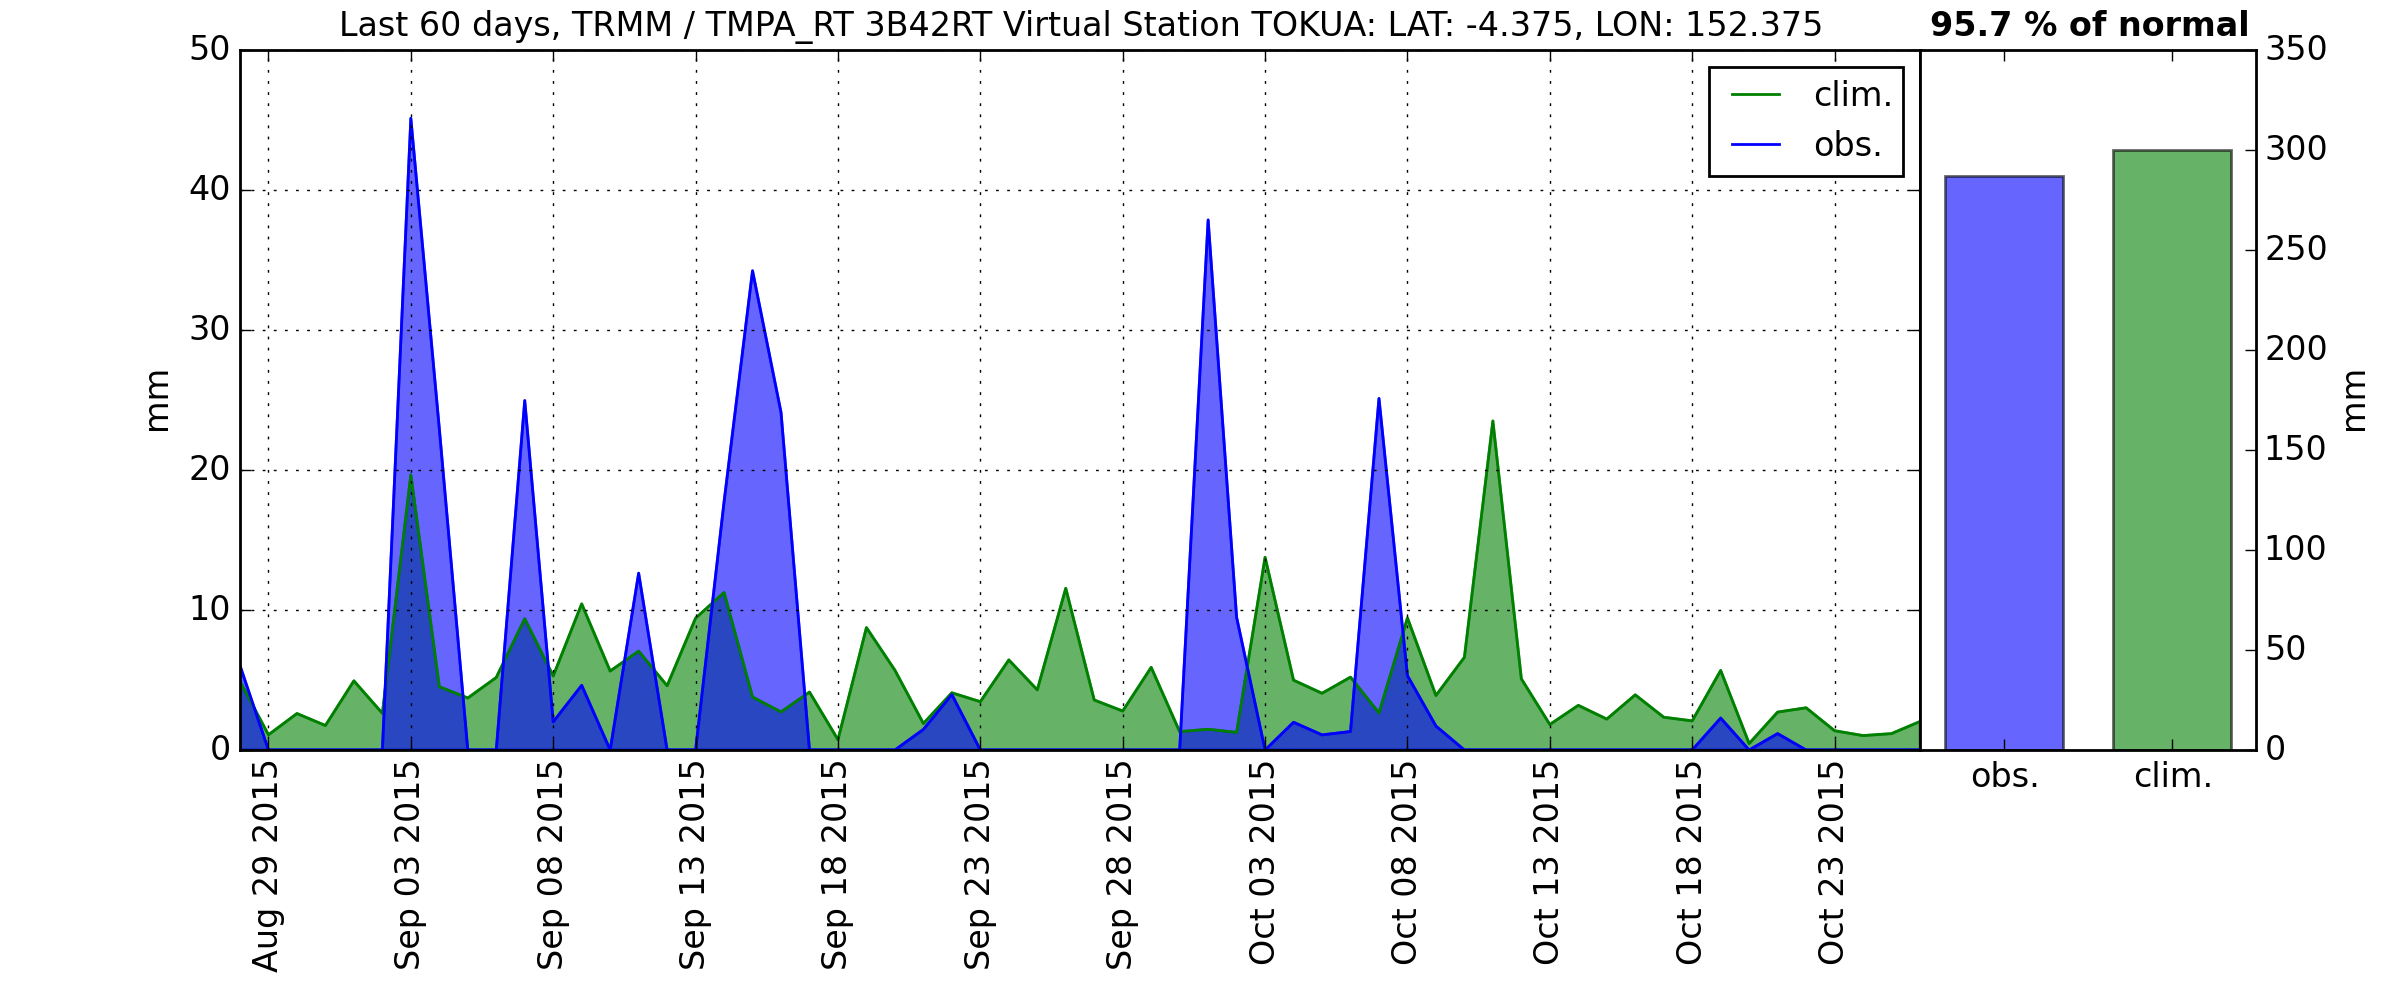 Last 60 days, TRMM / TMPA_RT 3B42RT Virtual Station TOKUA: LAT: -4.375, LON: 152.375
95.7 % of normal
50
40
30
20
10
0
mm
clim.
obs.
350
300
250
200
150
100
50
0
mm
Aug 29 2015
Sep 03 2015
Sep 08 2015
Sep 13 2015
Sep 18 2015
Sep 23 2015
Sep 28 2015
Oct 03 2015
Oct 08 2015
Oct 13 2015
Oct 18 2015
Oct 23 2015
obs.
clim.